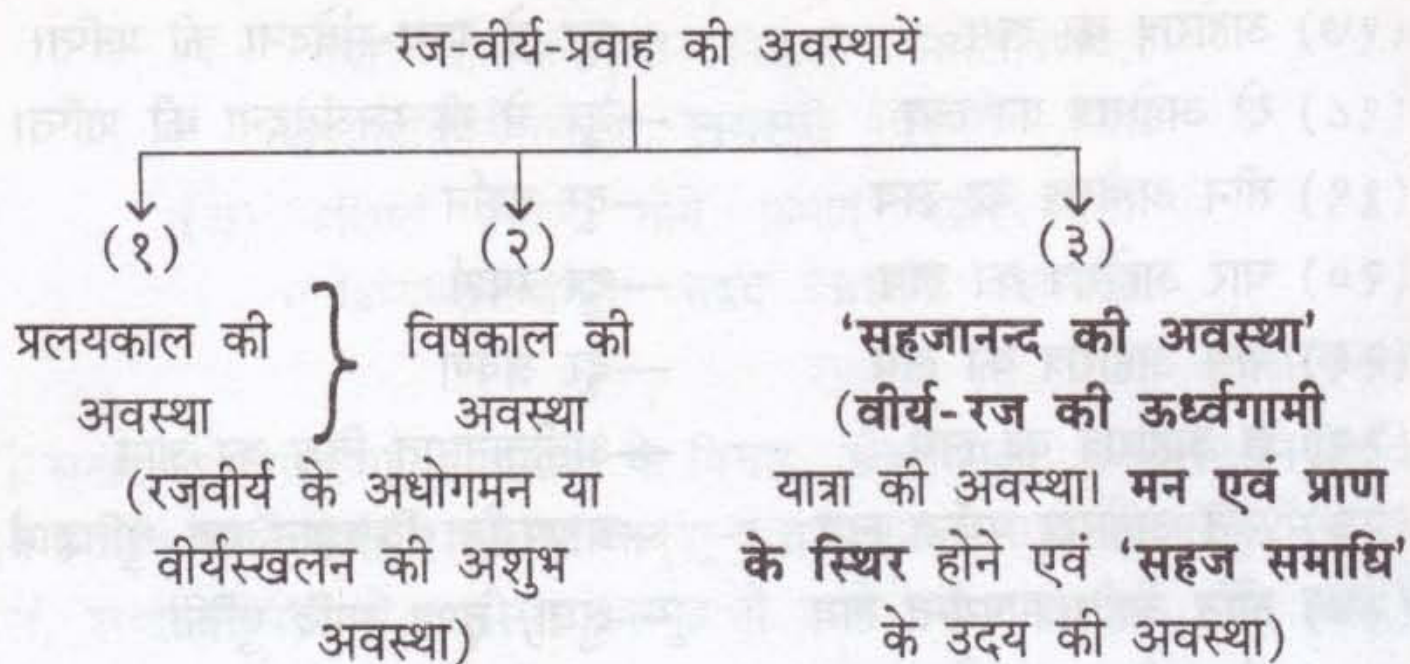 रज-वीर्य-प्रवाह की अवस्थायें
(१)
प्रलयकाल की
अवस्था
(२)
विषकाल की
अवस्था
(रजवीर्य के अधोगमन या
वीर्यस्खलन की अशुभ
अवस्था)
(३)
‘सहजानन्द की अवस्था’
(वीर्य-रज की ऊर्ध्वगामी
यात्रा की अवस्था। मन एवं प्राण
के स्थिर होने एवं ‘सहज समाधि’
के उदय की अवस्था)